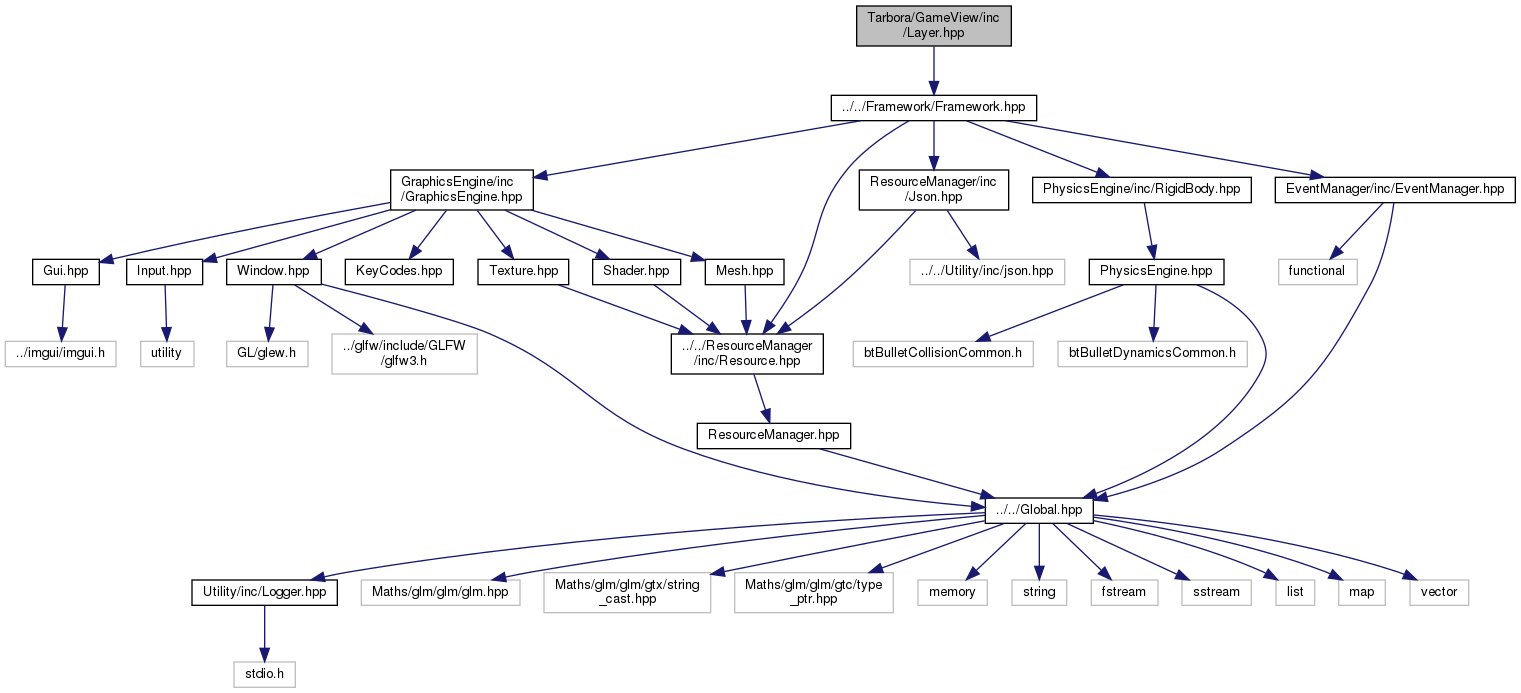 Tarbora/GameView/inc
/Layer.hpp
../../Framework/Framework.hpp
GraphicsEngine/inc
/GraphicsEngine.hpp
ResourceManager/inc
/Json.hpp
PhysicsEngine/inc/RigidBody.hpp
EventManager/inc/EventManager.hpp
Gui.hpp
Input.hpp
Window.hpp
KeyCodes.hpp
Texture.hpp
Shader.hpp
Mesh.hpp
../../Utility/inc/json.hpp
PhysicsEngine.hpp
functional
../imgui/imgui.h
utility
GL/glew.h
../glfw/include/GLFW
/glfw3.h
../../ResourceManager
/inc/Resource.hpp
btBulletCollisionCommon.h
btBulletDynamicsCommon.h
ResourceManager.hpp
../../Global.hpp
Utility/inc/Logger.hpp
Maths/glm/glm/glm.hpp
Maths/glm/glm/gtx/string
_cast.hpp
Maths/glm/glm/gtc/type
_ptr.hpp
memory
string
fstream
sstream
list
map
vector
stdio.h